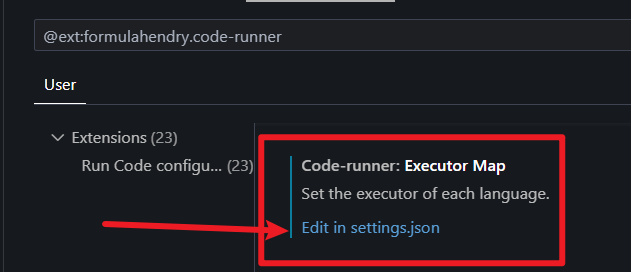 @ext:formulahendry.code-runner
User
Extensions (23)
Run Code configu... (23)
Code-runner: Executor Map
Set the executor of each language.
Edit in settings.json